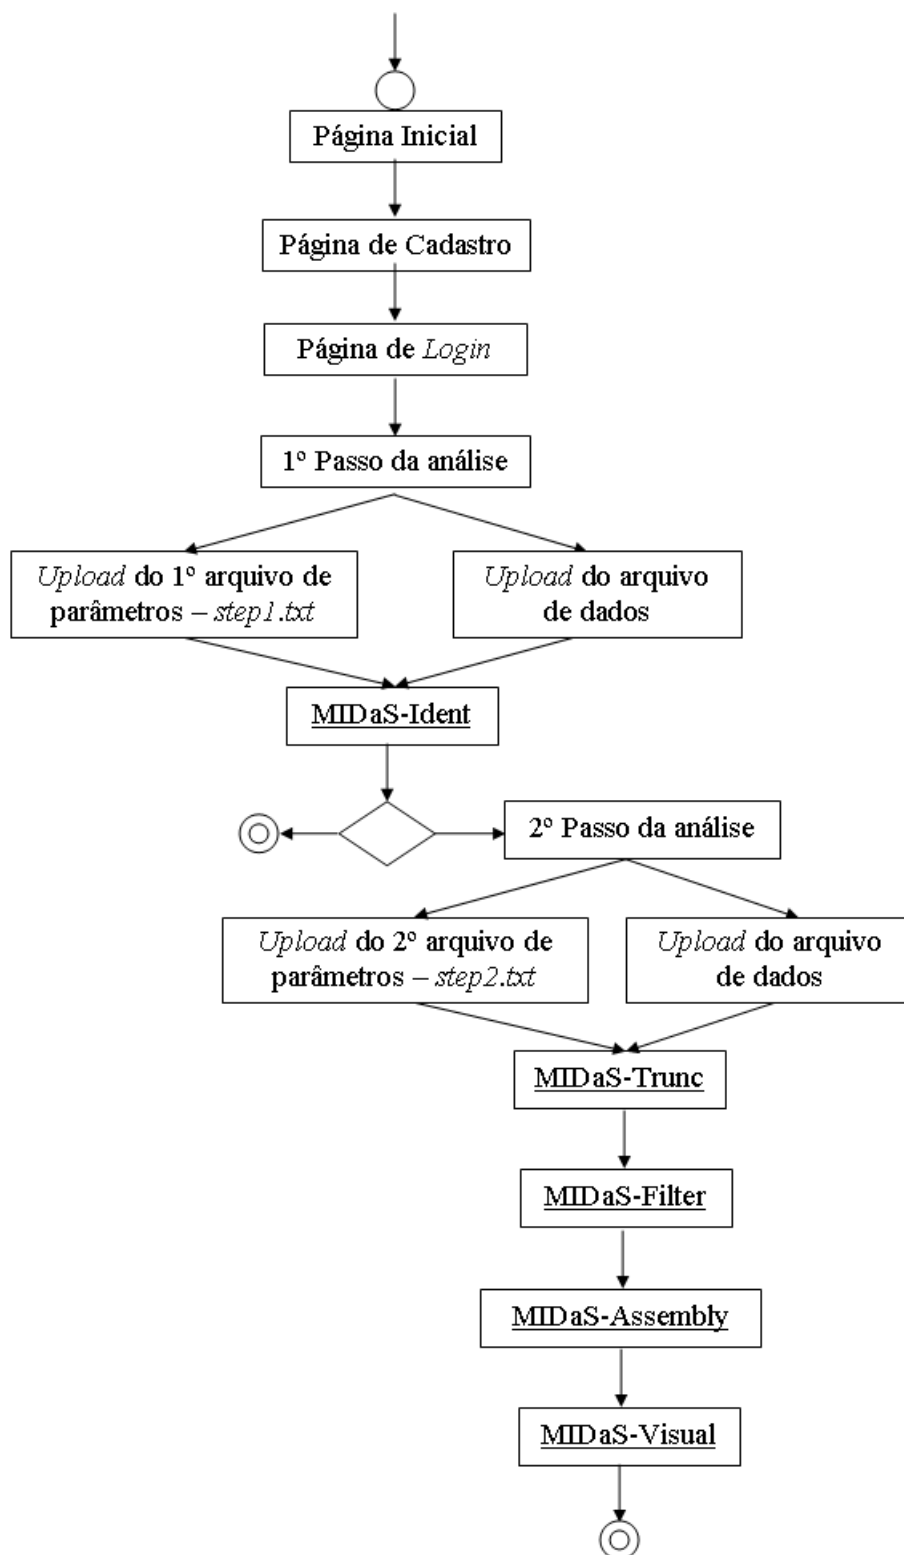 Página Inicial
Página de Cadastro
Página de Login
1º Passo da análise
Upload do 1º arquivo de
parâmetros – step1.txt
Upload do arquivo
de dados
MIDaS-Ident
2º Passo da análise
Upload do 2º arquivo de
parâmetros – step2.txt
Upload do arquivo
de dados
MIDaS-Trunc
MIDaS-Filter
MIDaS-Assembly
MIDaS-Visual